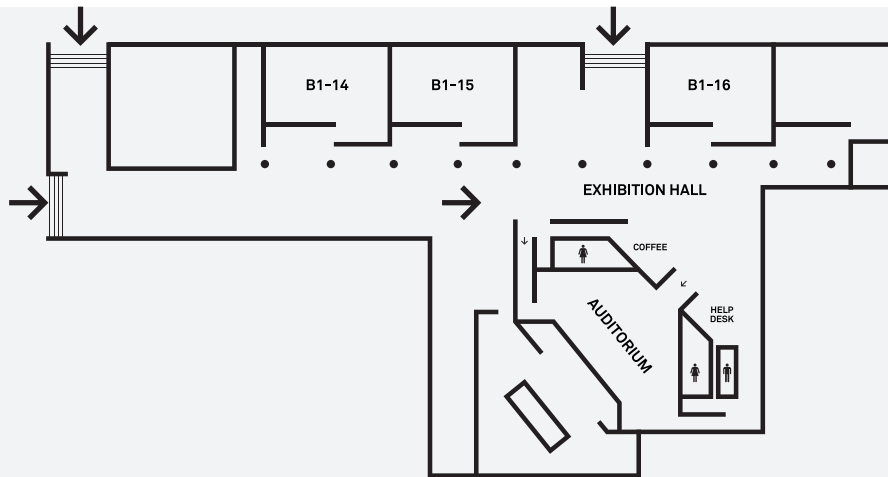 B1-14
B1-15
B1-16
EXHIBITION HALL
COFFEE
AUDITORIUM
HELP
DESK